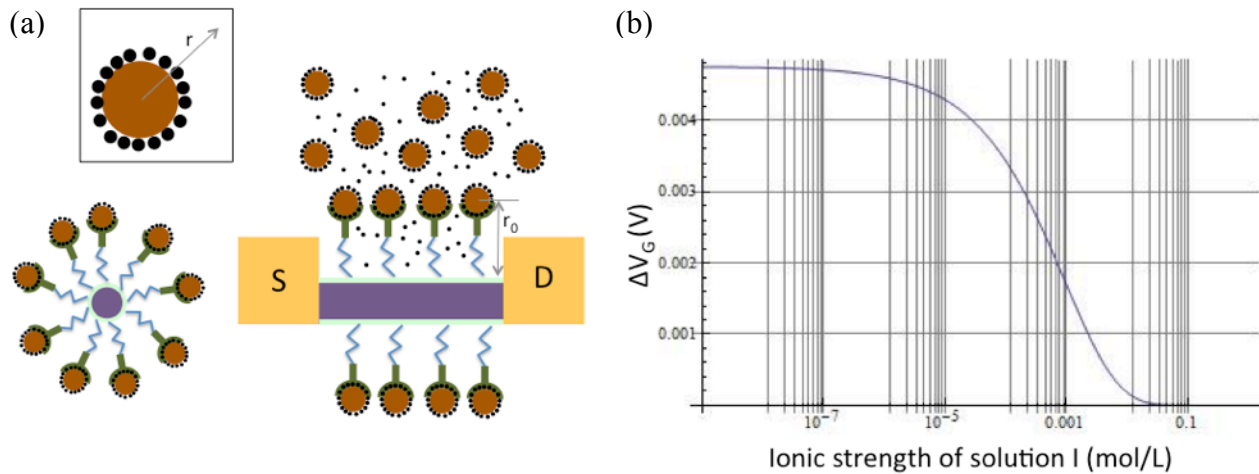 (a)
r
r₀
S
D
(b)
ΔV_G (V)
0.004
0.003
0.002
0.001
10⁻⁷
10⁻⁵
0.001
0.1
Ionic strength of solution I (mol/L)